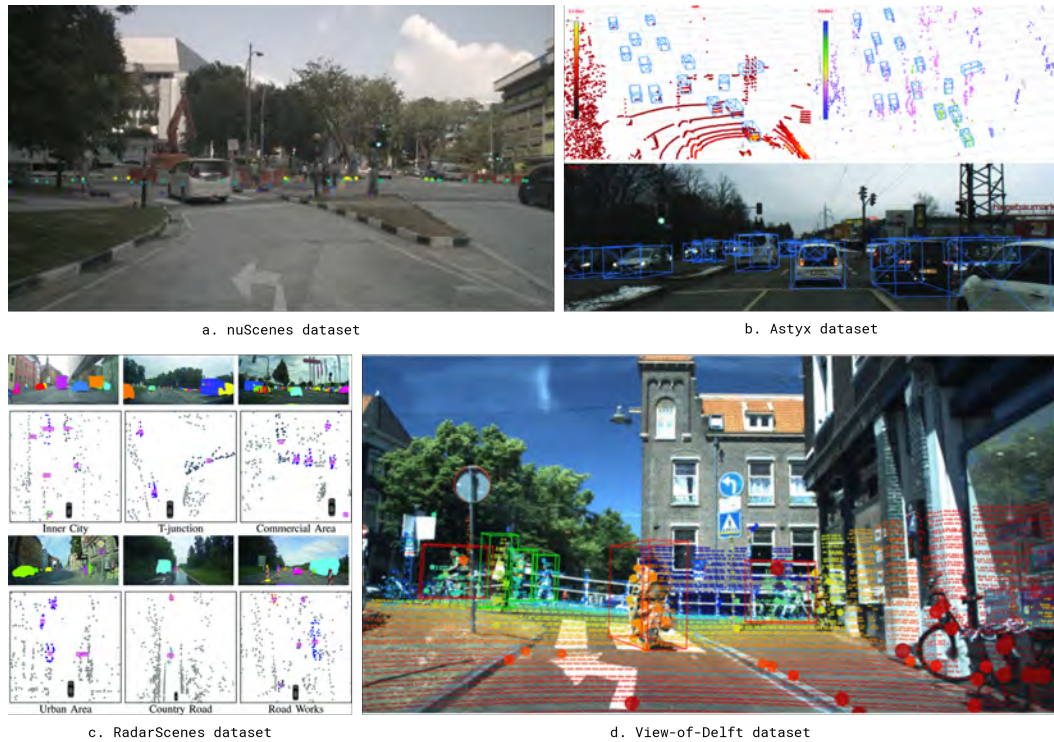 a. nuScenes dataset
b. Astyx dataset
Inner City
T-junction
Commercial Area
Urban Area
Country Road
Road Works
c. RadarScenes dataset
d. View-of-Delft dataset